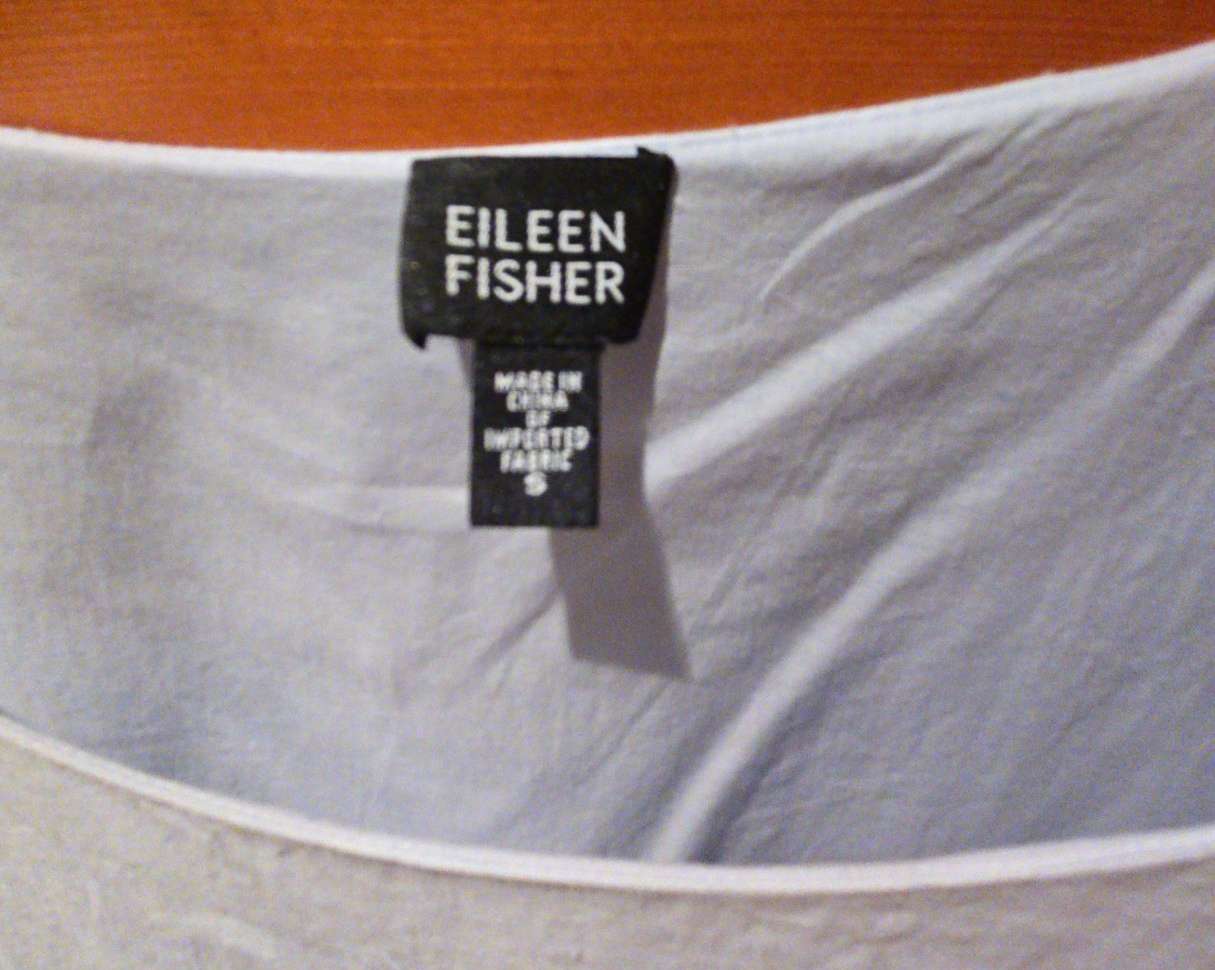 EILEEN
FISHER
MADE IN
CHINA
OF
IMPORTED
FABRIC
S